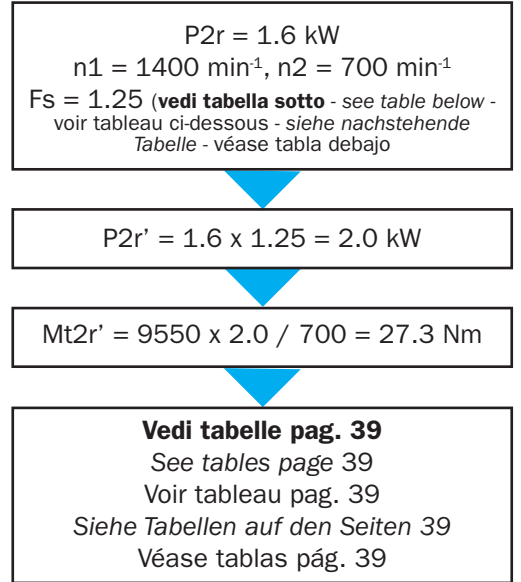 P2r = 1.6 kW
n1 = 1400 min⁻¹, n2 = 700 min⁻¹
Fs = 1.25 (vedi tabella sotto - see table below -
voir tableau ci-dessous - siehe nachstehende
Tabelle - véase tabla debajo
P2r’ = 1.6 x 1.25 = 2.0 kW
Mt2r’ = 9550 x 2.0 / 700 = 27.3 Nm
Vedi tabelle pag. 39
See tables page 39
Voir tableau pag. 39
Siehe Tabellen auf den Seiten 39
Véase tablas pág. 39